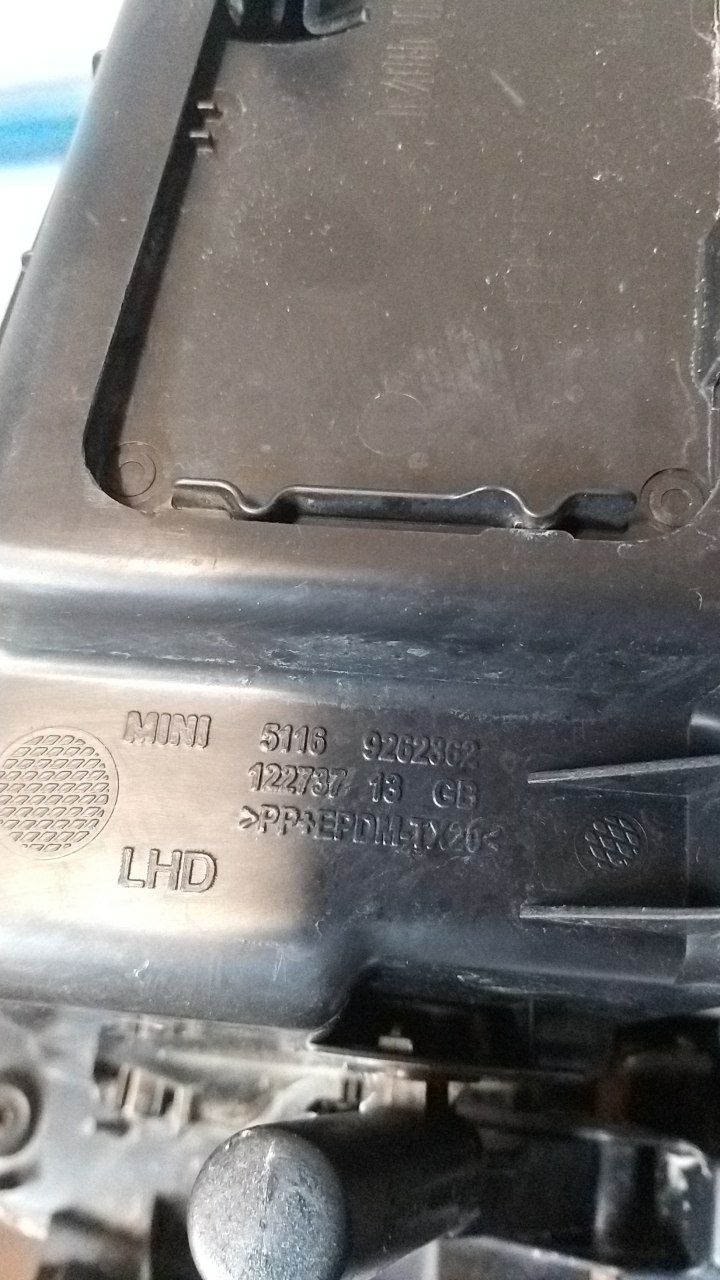 MINI 5116 9262362
122737 13 GB
>PP+EPDM-TX20<
LHD